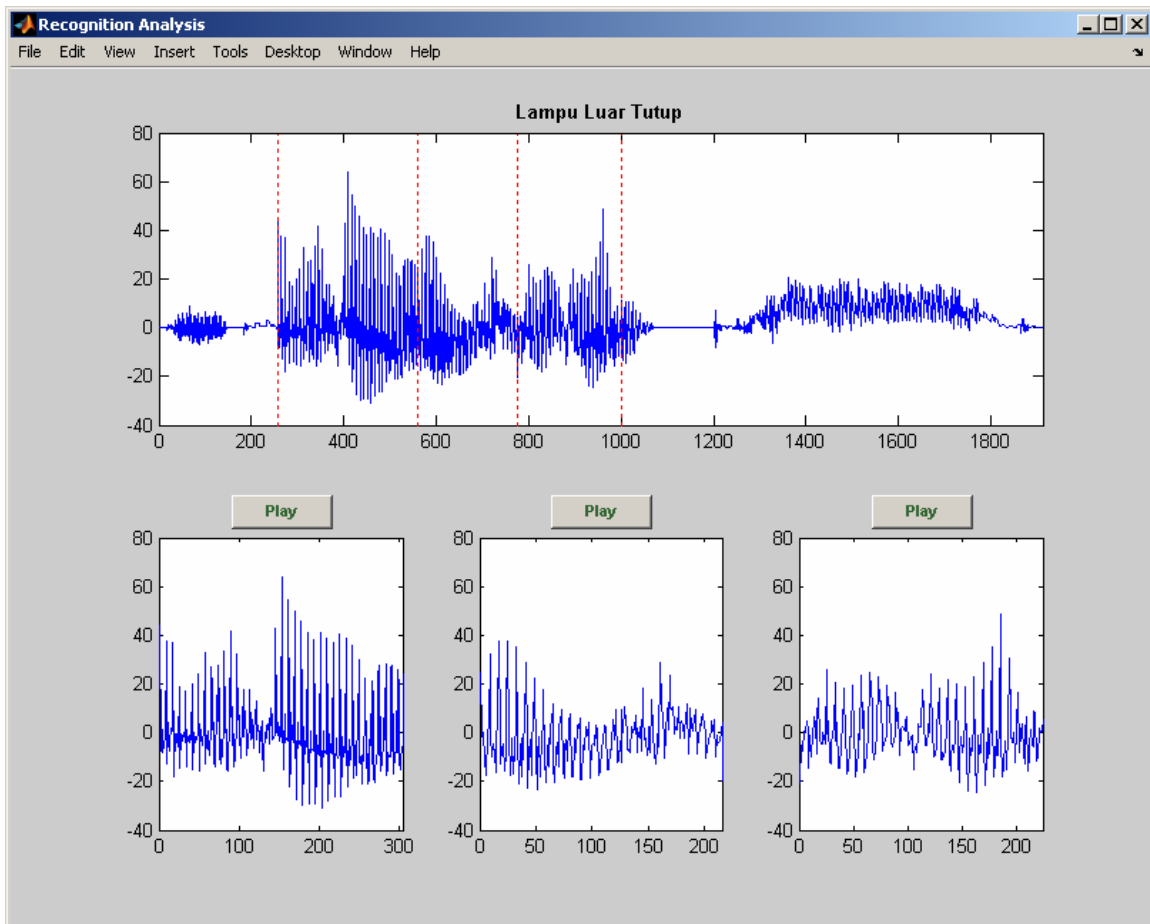 Recognition Analysis
File Edit View Insert Tools Desktop Window Help
Lampu Luar Tutup
80
60
40
20
0
-20
-40
0 200 400 600 800 1000 1200 1400 1600 1800
Play Play Play
80 80 80
60 60 60
40 40 40
20 20 20
0 0 0
-20 -20 -20
-40 -40 -40
0 100 200 300 0 50 100 150 200 0 50 100 150 200